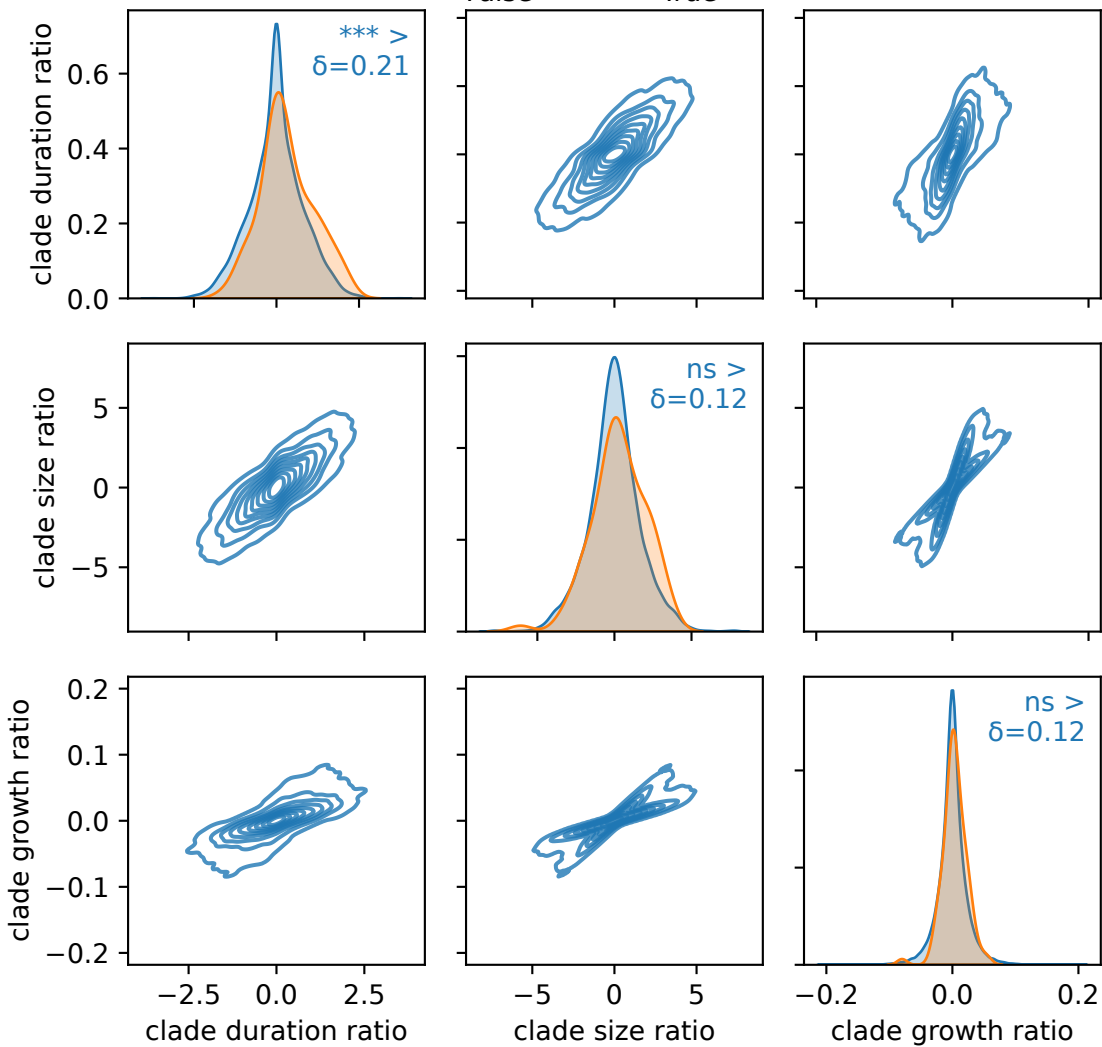 clade duration ratio
0.6
0.4
0.2
0.0
*** >
δ=0.21
clade size ratio
5
0
−5
ns >
δ=0.12
clade growth ratio
0.2
0.1
0.0
−0.1
−0.2
ns >
δ=0.12
−2.5 0.0 2.5
clade duration ratio
−5 0 5
clade size ratio
−0.2 0.0 0.2
clade growth ratio